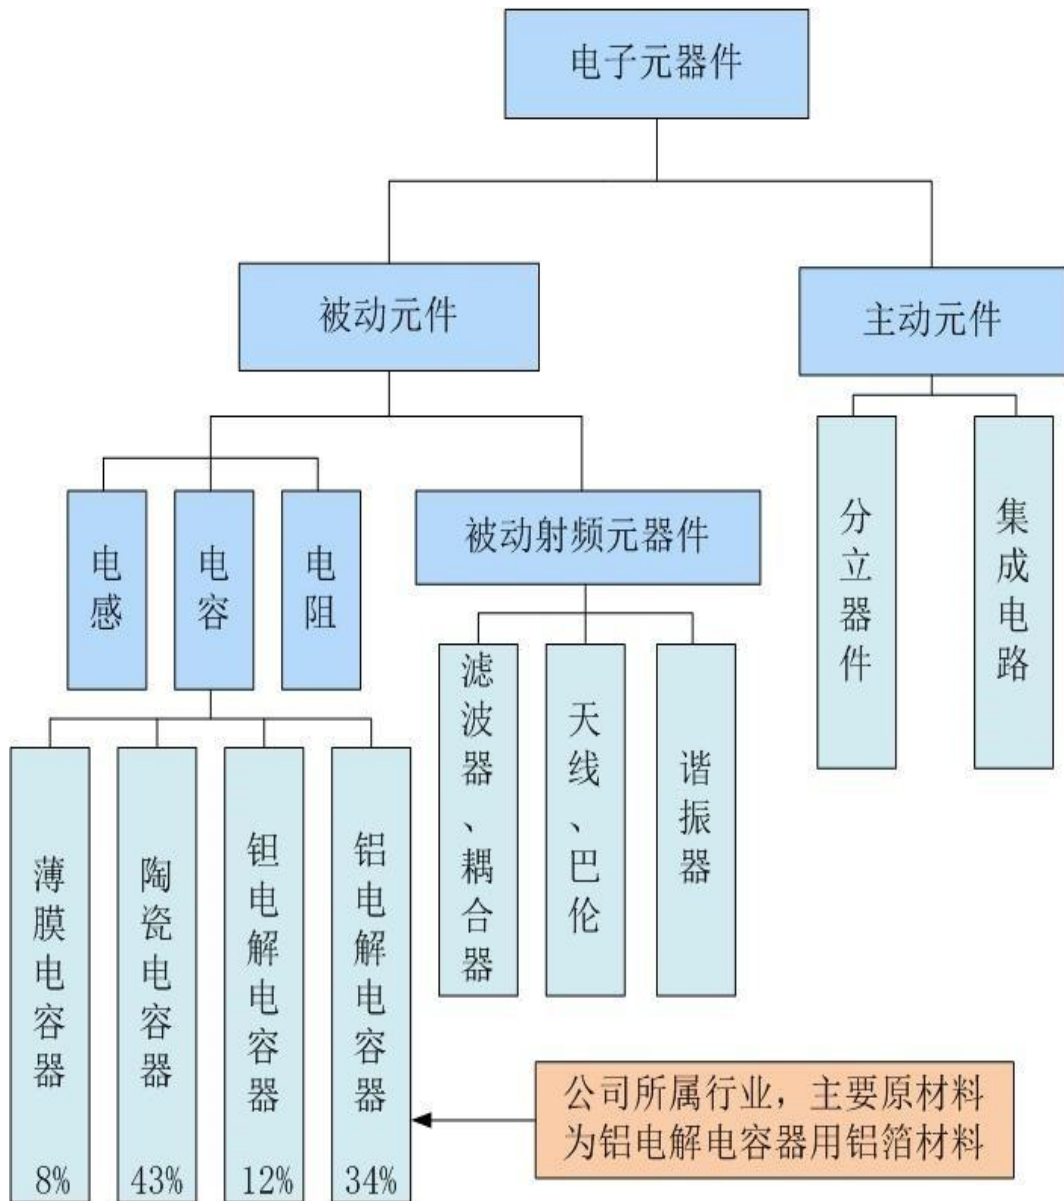 电子元器件
被动元件
主动元件
电感
电容
电阻
被动射频元器件
分立器件
集成电路
滤波器、耦合器
天线、巴伦
谐振器
薄膜电容器
8%
陶瓷电容器
43%
钽电解电容器
12%
铝电解电容器
34%
公司所属行业，主要原材料
为铝电解电容器用铝箔材料